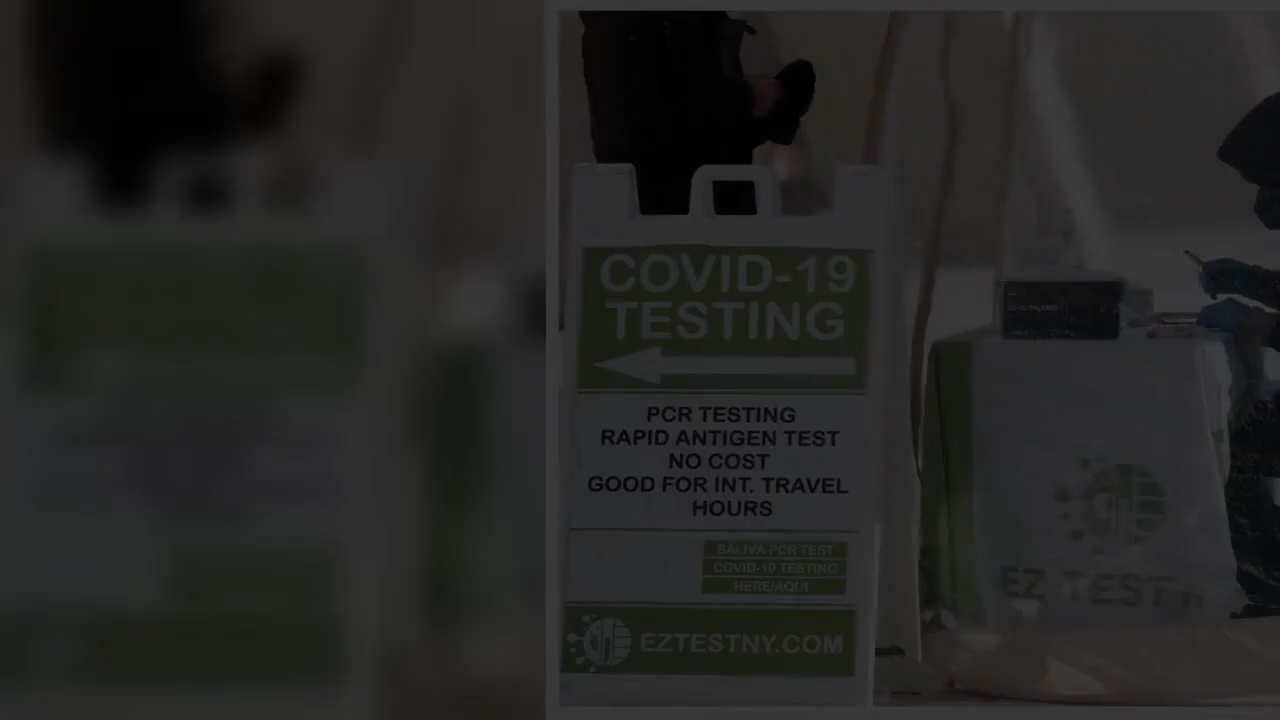 COVID-19
TESTING
PCR TESTING
RAPID ANTIGEN TEST
NO COST
GOOD FOR INT. TRAVEL
HOURS
SALIVA PCR TEST
COVID-19 TESTING
HERE/AQUI
EZTESTNY.COM
EZ TEST